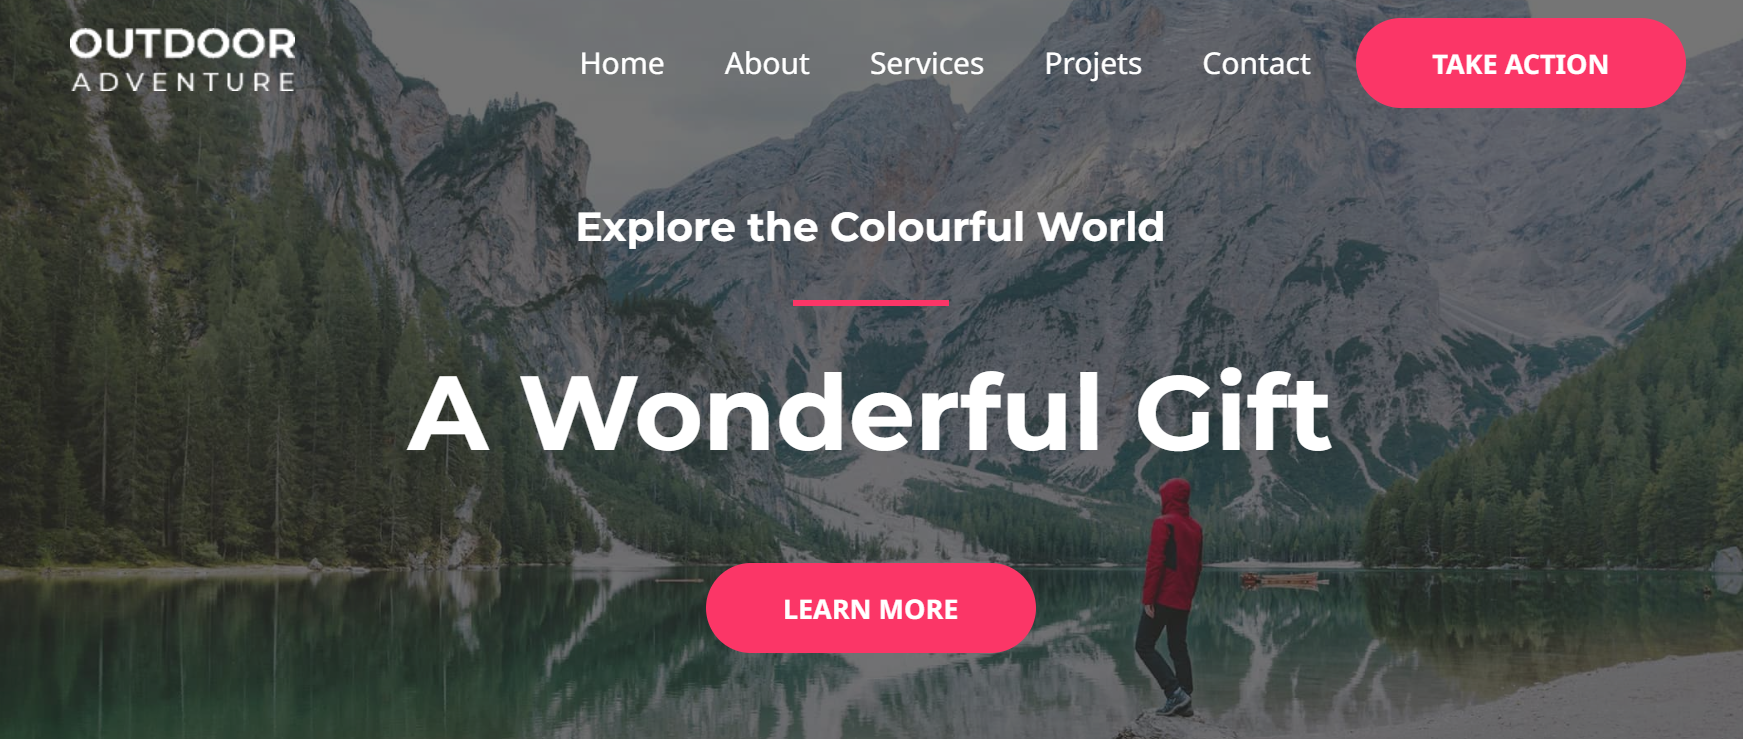 OUTDOOR
ADVENTURE
Home About Services Projets Contact TAKE ACTION
Explore the Colourful World
A Wonderful Gift
LEARN MORE